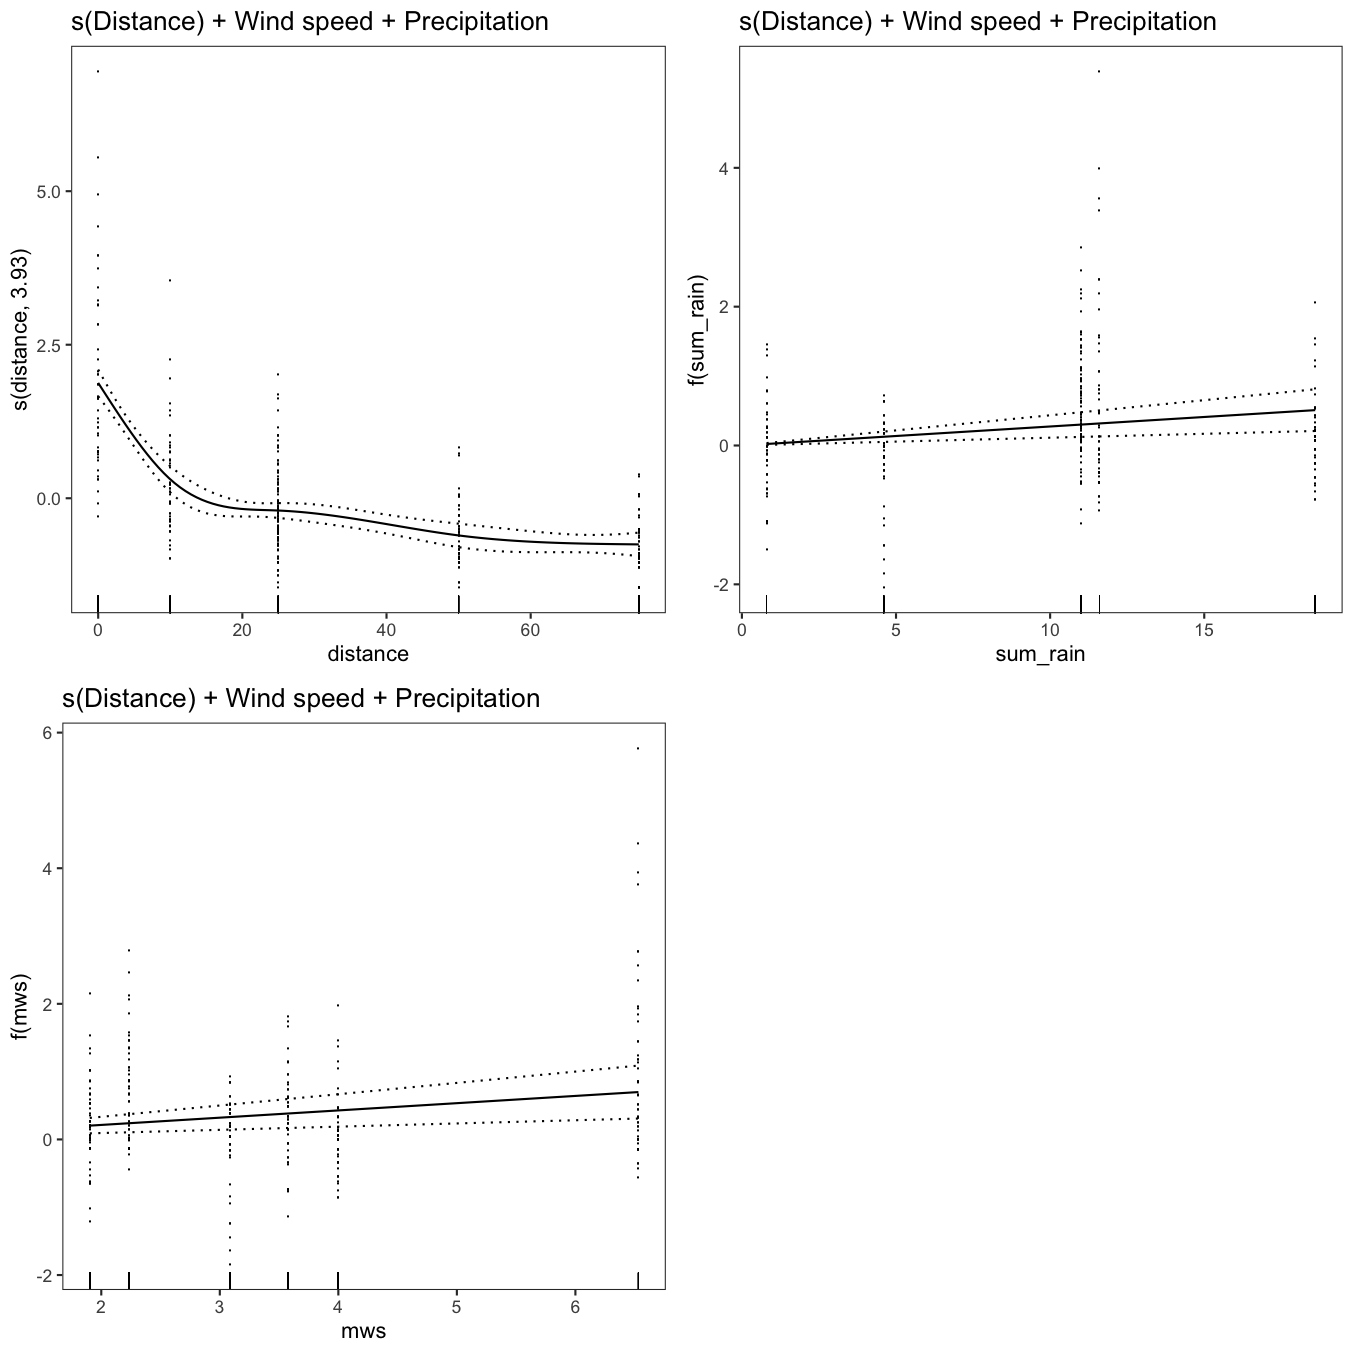 s(Distance) + Wind speed + Precipitation
s(distance, 3.93)
5.0
2.5
0.0
0 20 40 60
distance
s(Distance) + Wind speed + Precipitation
f(sum_rain)
4
2
0
-2
0 5 10 15
sum_rain
s(Distance) + Wind speed + Precipitation
f(mws)
6
4
2
0
-2
2 3 4 5 6
mws